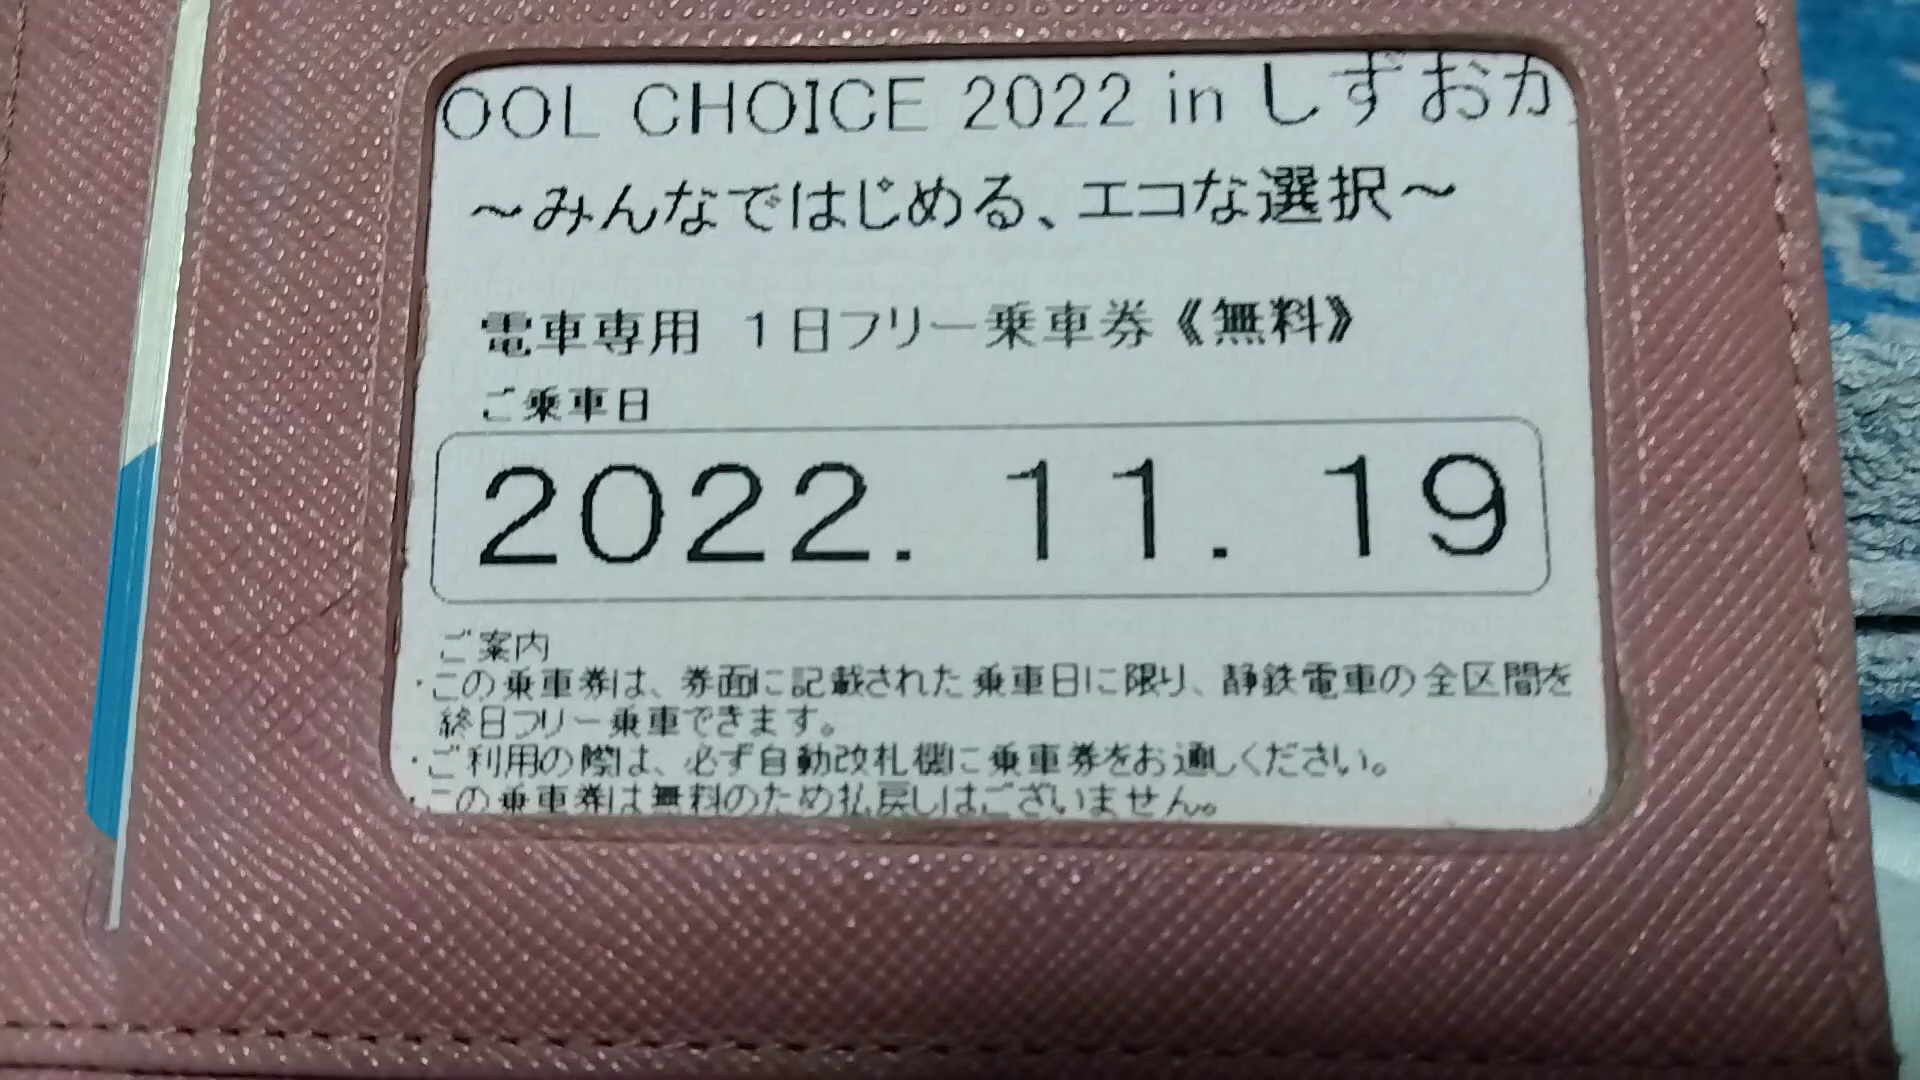 OOL CHOICE 2022 in しずおか
～みんなではじめる、エコな選択～
電車専用 1日フリー乗車券《無料》
ご乗車日
2022. 11. 19
ご案内
・この乗車券は、券面に記載された乗車日に限り、静鉄電車の全区間を
終日フリー乗車できます。
・ご利用の際は、必ず自動改札機に乗車券をお通しください。
・この乗車券は無料のため払戻しはございません。